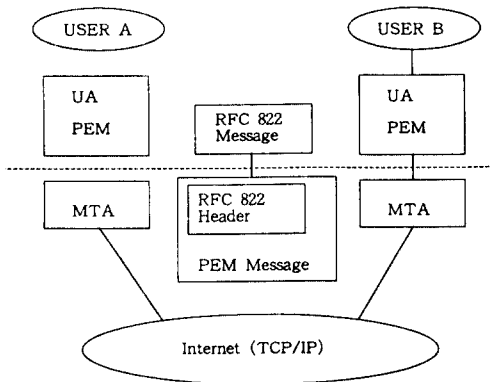 USER A
USER B
UA
PEM
RFC 822
Message
UA
PEM
MTA
RFC 822
Header
PEM Message
MTA
Internet (TCP/IP)